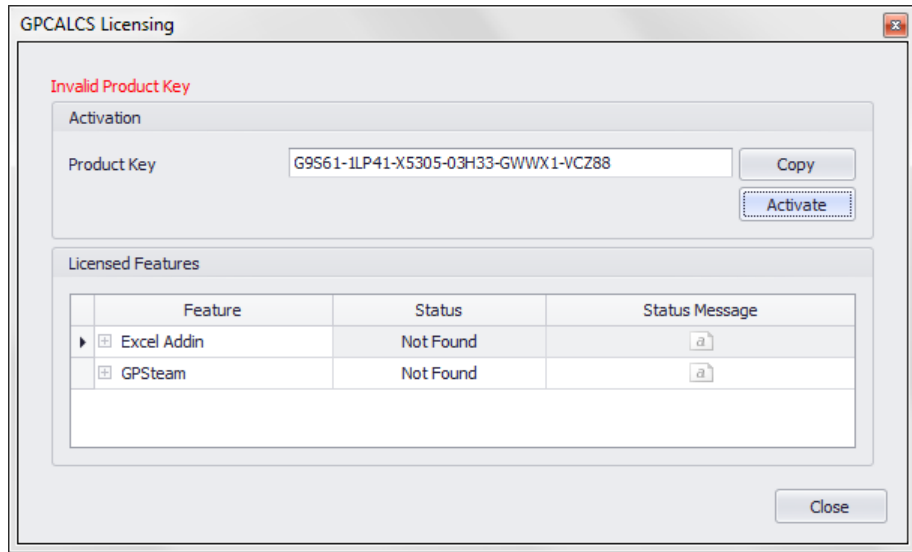 GPCALCS Licensing
Invalid Product Key
Activation
Product Key G9S61-1LP41-X5305-03H33-GWWX1-VCZ88 Copy
Activate
Licensed Features
Feature Status Status Message
Excel Addin Not Found a
GPSteam Not Found a
Close